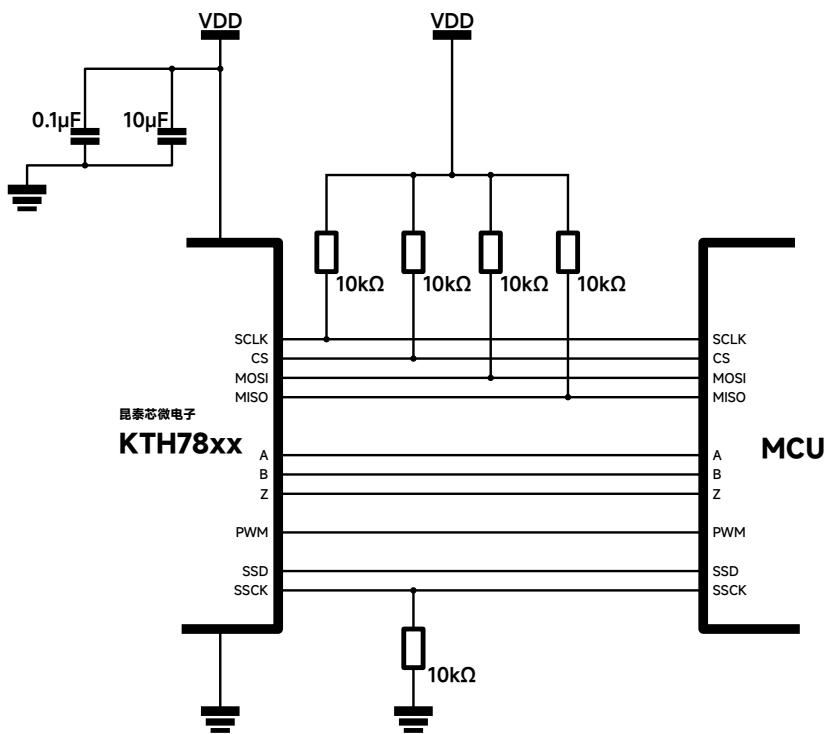 VDD
VDD
0.1μF
10μF
10kΩ
10kΩ
10kΩ
10kΩ
SCLK
SCLK
CS
CS
MOSI
MOSI
MISO
MISO
昆泰芯微电子
KTH78xx
MCU
A
A
B
B
Z
Z
PWM
PWM
SSD
SSD
SSCK
SSCK
10kΩ